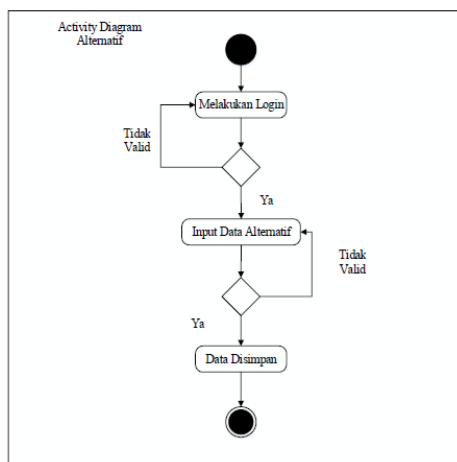 Activity Diagram
Alternatif
Melakukan Login
Tidak
Valid
Ya
Input Data Alternatif
Tidak
Valid
Ya
Data Disimpan